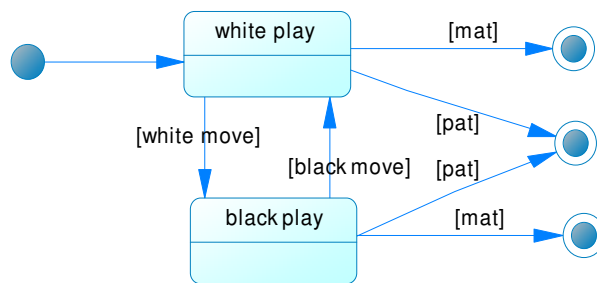 white play
[mat]
[pat]
[white move]
[black move]
[pat]
black play
[mat]